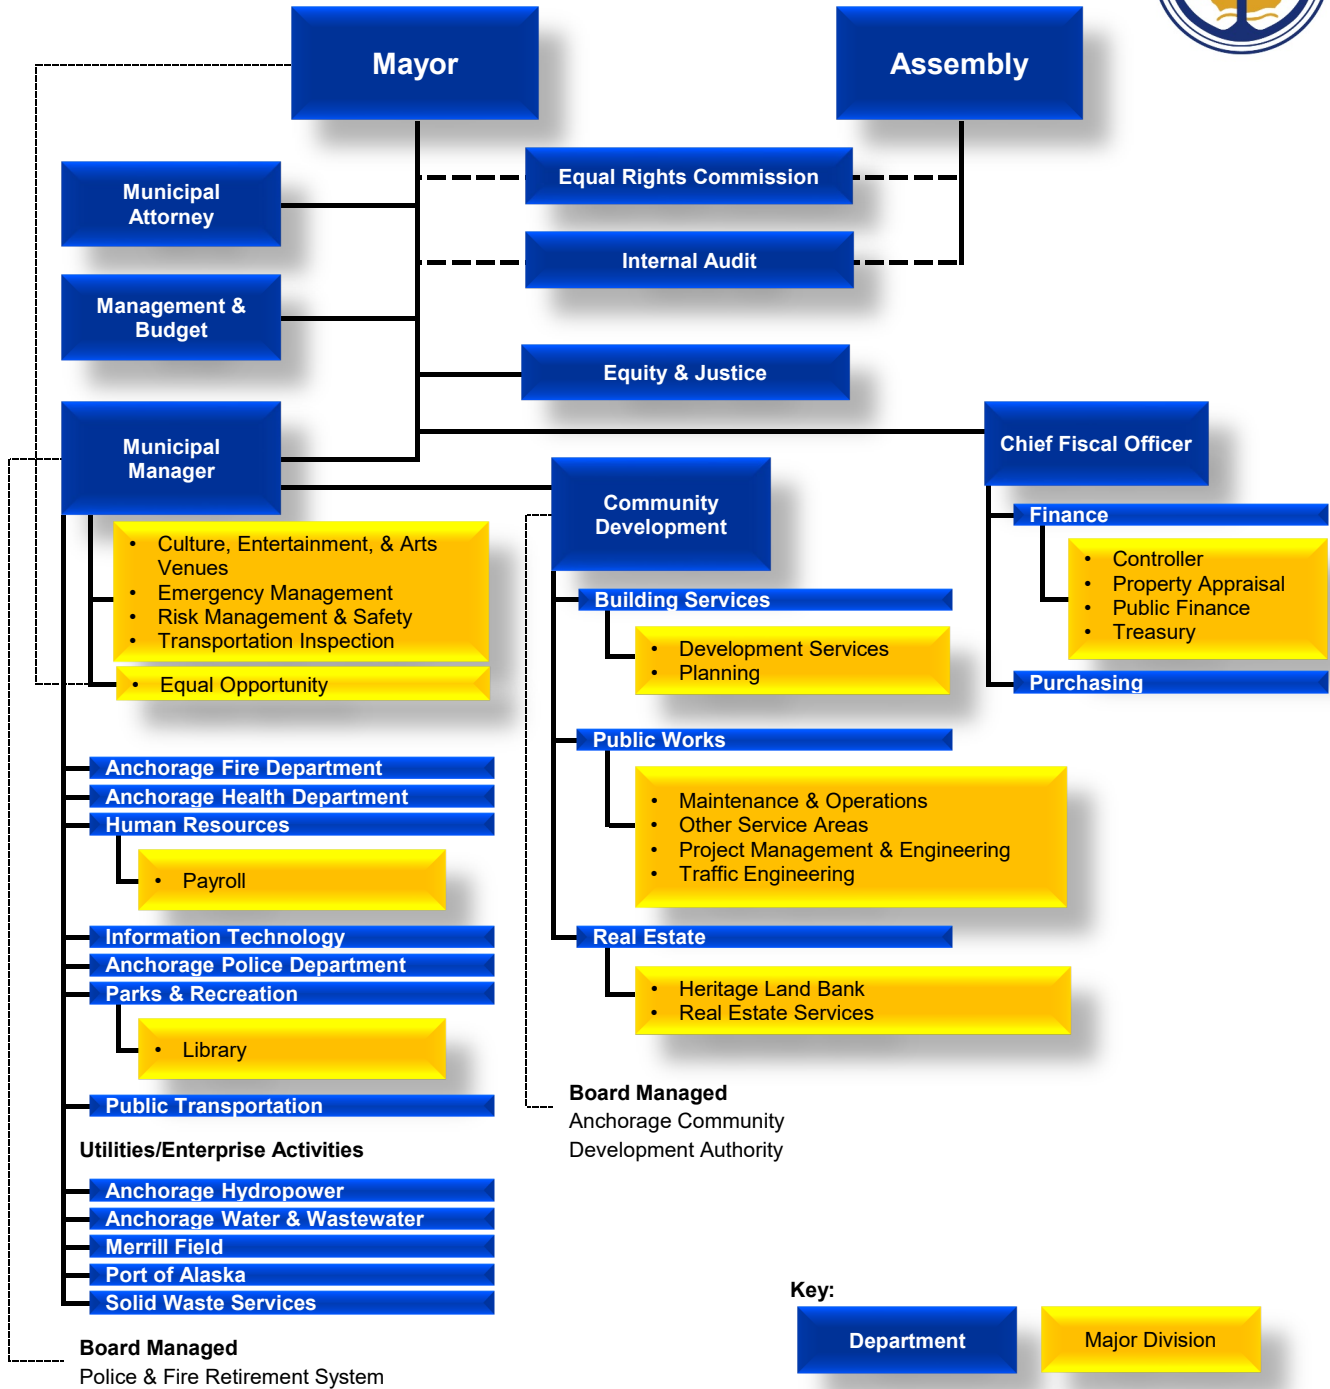 Mayor
Assembly
Equal Rights Commission
Municipal
Attorney
Internal Audit
Management &
Budget
Equity & Justice
Municipal
Manager
Chief Fiscal Officer
Community
Development
• Culture, Entertainment, & Arts
Venues
• Emergency Management
• Risk Management & Safety
• Transportation Inspection
• Equal Opportunity
Finance
• Controller
• Property Appraisal
• Public Finance
• Treasury
Purchasing
Building Services
• Development Services
• Planning
Public Works
• Maintenance & Operations
• Other Service Areas
• Project Management & Engineering
• Traffic Engineering
Real Estate
• Heritage Land Bank
• Real Estate Services
Board Managed
Anchorage Community
Development Authority
Anchorage Fire Department
Anchorage Health Department
Human Resources
• Payroll
Information Technology
Anchorage Police Department
Parks & Recreation
• Library
Public Transportation
Utilities/Enterprise Activities
Anchorage Hydropower
Anchorage Water & Wastewater
Merrill Field
Port of Alaska
Solid Waste Services
Board Managed
Police & Fire Retirement System
Key:
Department
Major Division